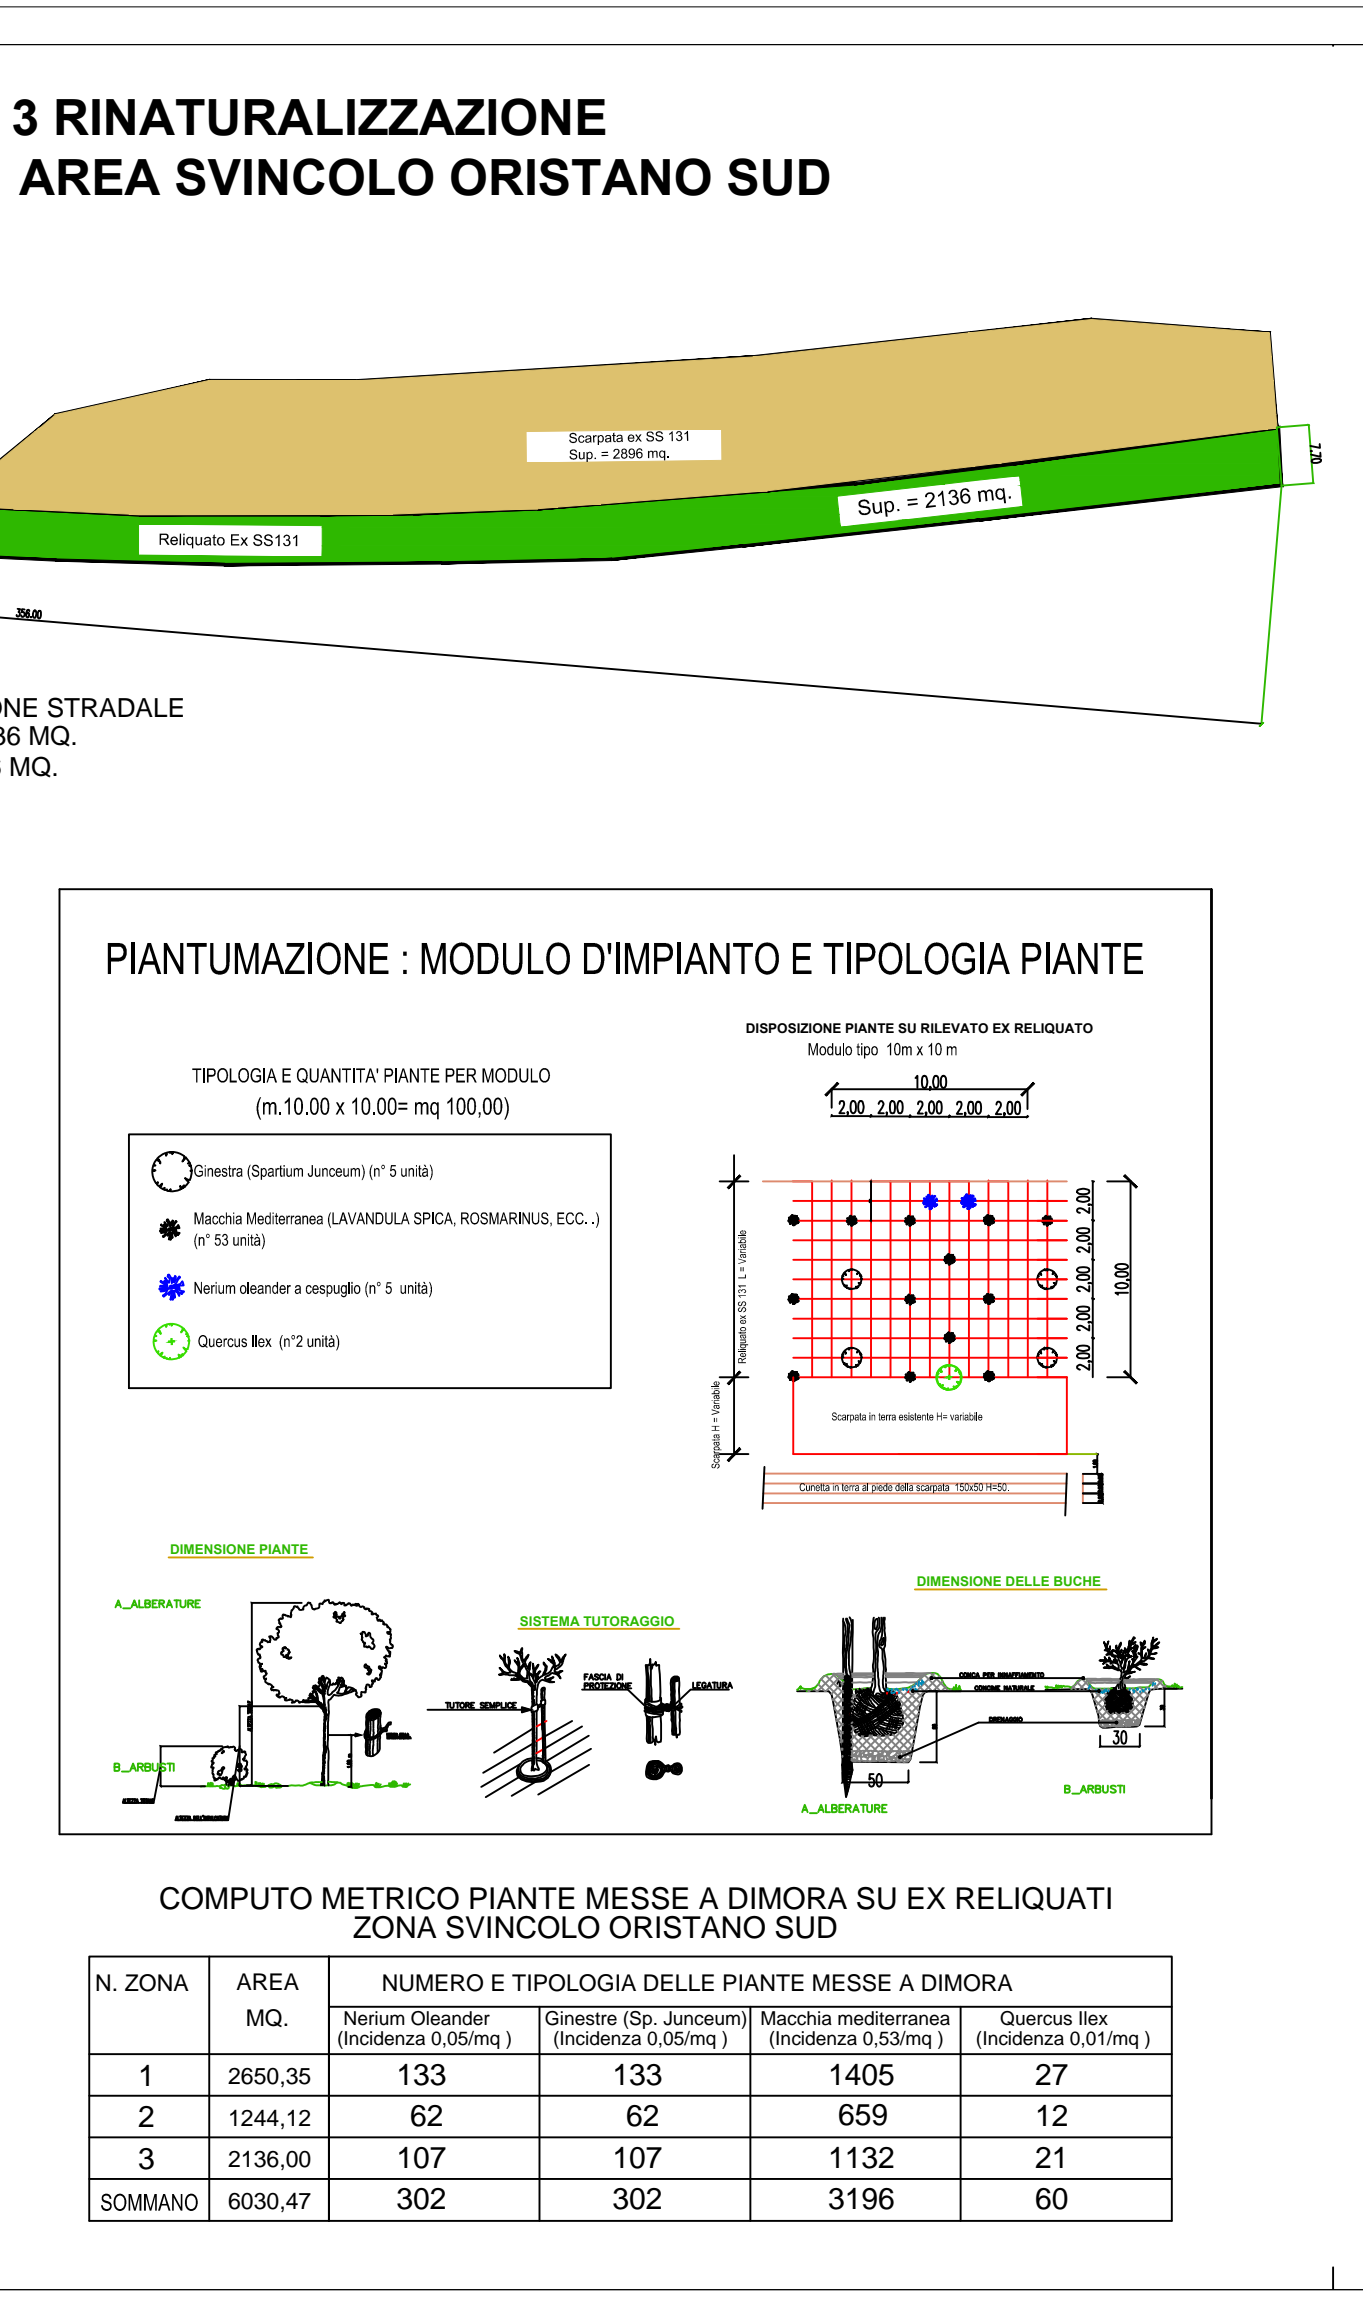 3 RINATURALIZZAZIONE
AREA SVINCOLO ORISTANO SUD
Scarpata ex SS 131
Sup. = 2896 mq.
7,70
Sup. = 2136 mq.
Reliquato Ex SS131
356.00
ONE STRADALE
36 MQ.
MQ.
PIANTUMAZIONE : MODULO D'IMPIANTO E TIPOLOGIA PIANTE
DISPOSIZIONE PIANTE SU RILEVATO EX RELIQUATO
Modulo tipo 10m x 10 m
TIPOLOGIA E QUANTITA' PIANTE PER MODULO
(m.10.00 x 10.00= mq 100,00)
10,00
2,00 2,00 2,00 2,00 2,00
Ginestra (Spartium Junceum) (n° 5 unità)
Macchia Mediterranea (LAVANDULA SPICA, ROSMARINUS, ECC. .)
(n° 53 unità)
Nerium oleander a cespuglio (n° 5 unità)
Quercus Ilex (n°2 unità)
Reliquato ex SS 131 L = Variabile
Scarpata H = Variabile
2,00 2,00 2,00 2,00 2,00
10,00
Scarpata in terra esistente H= variabile
Cunetta in terra al piede della scarpata 150x50 H=50.
DIMENSIONE PIANTE
A_ALBERATURE
B_ARBUSTI
SISTEMA TUTORAGGIO
TUTORE SEMPLICE
FASCIA DI
PROTEZIONE
LEGATURA
DIMENSIONE DELLE BUCHE
CONCA PER INNAFFIAMENTO
CONCIME NATURALE
DRENAGGIO
50
30
A_ALBERATURE
B_ARBUSTI
COMPUTO METRICO PIANTE MESSE A DIMORA SU EX RELIQUATI
ZONA SVINCOLO ORISTANO SUD
N. ZONA AREA MQ. NUMERO E TIPOLOGIA DELLE PIANTE MESSE A DIMORA
Nerium Oleander Ginestre (Sp. Junceum) Macchia mediterranea Quercus Ilex
(Incidenza 0,05/mq ) (Incidenza 0,05/mq ) (Incidenza 0,53/mq ) (Incidenza 0,01/mq )
1 2650,35 133 133 1405 27
2 1244,12 62 62 659 12
3 2136,00 107 107 1132 21
SOMMANO 6030,47 302 302 3196 60